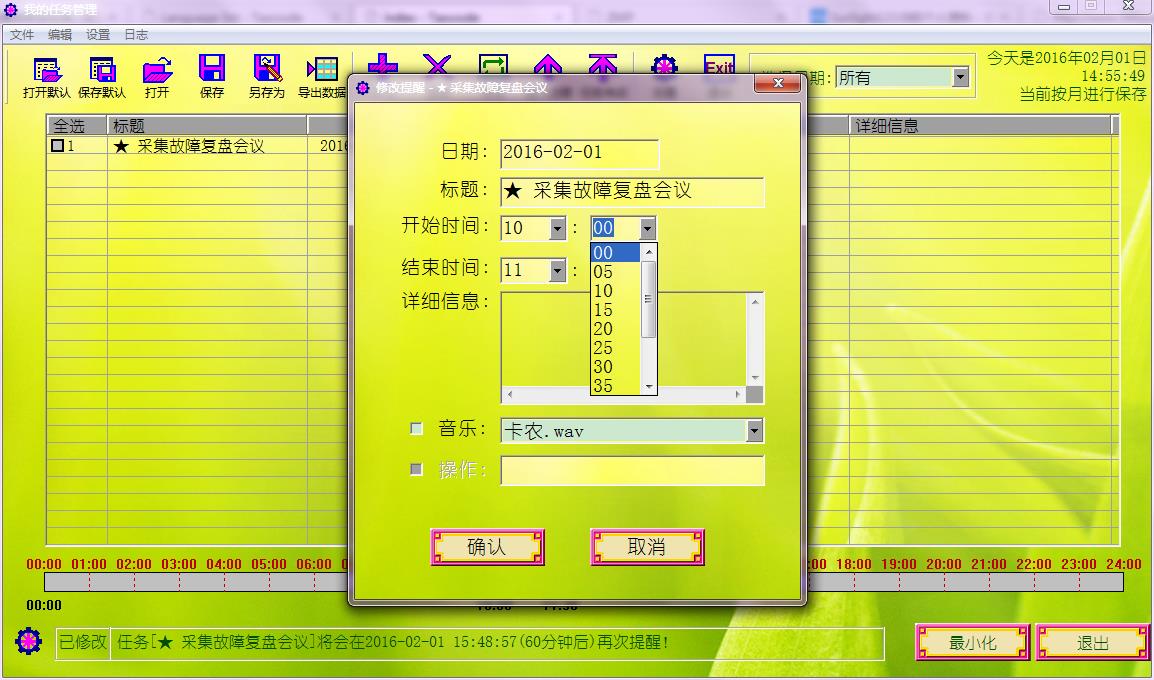 我的任务管理
文件 编辑 设置 日志
打开默认 保存默认 打开 保存 另存为 导出数据
Exit
期: 所有
今天是2016年02月01日
14:55:49
当前按月进行保存
全选 标题 详细信息
1 ★ 采集故障复盘会议 2016
修改提醒 - ★ 采集故障复盘会议
日期: 2016-02-01
标题: ★ 采集故障复盘会议
开始时间: 10 : 00
00
05
10
15
20
25
30
35
结束时间: 11 :
详细信息:
音乐: 卡农.wav
操作:
确认 取消
00:00 01:00 02:00 03:00 04:00 05:00 06:00 18:00 19:00 20:00 21:00 22:00 23:00 24:00
00:00
已修改 任务[★ 采集故障复盘会议]将会在2016-02-01 15:48:57(60分钟后)再次提醒!
最小化 退出